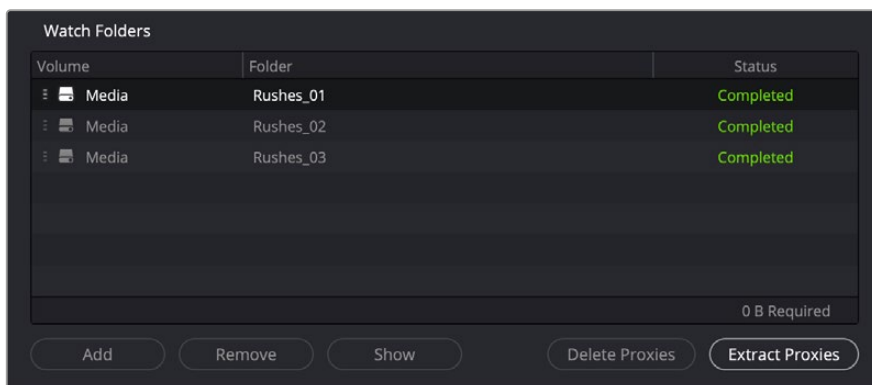 Watch Folders
Volume Folder Status
Media Rushes_01 Completed
Media Rushes_02 Completed
Media Rushes_03 Completed
0 B Required
Add Remove Show Delete Proxies Extract Proxies